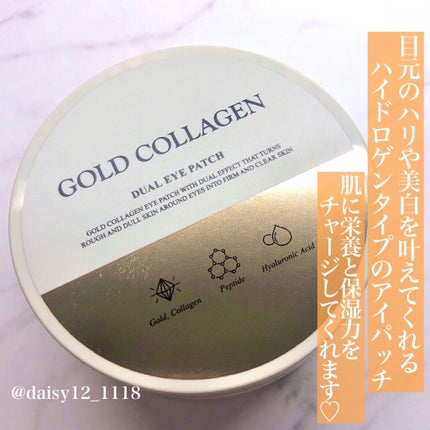 目元のハリや美白を叶えてくれる
ハイドロゲンタイプのアイパッチ
肌に栄養と保湿力を
チャージしてくれます♡
GOLD COLLAGEN
DUAL EYE PATCH
GOLD COLLAGEN EYE PATCH WITH DUAL EFFECT THAT TURNS
ROUGH AND DULL SKIN AROUND EYES INTO FIRM AND CLEAR SKIN
Gold, Collagen
Peptide
Hyaluronic Acid
@daisy12_1118